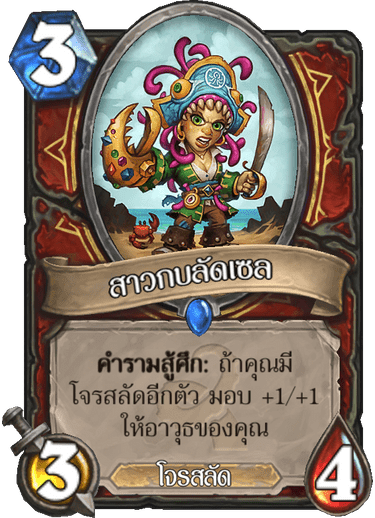 3
สาวกบลัดเซล
คำรามสู้ศึก: ถ้าคุณมี
โจรสลัดอีกตัว มอบ +1/+1
ให้อาวุธของคุณ
3
โจรสลัด
4